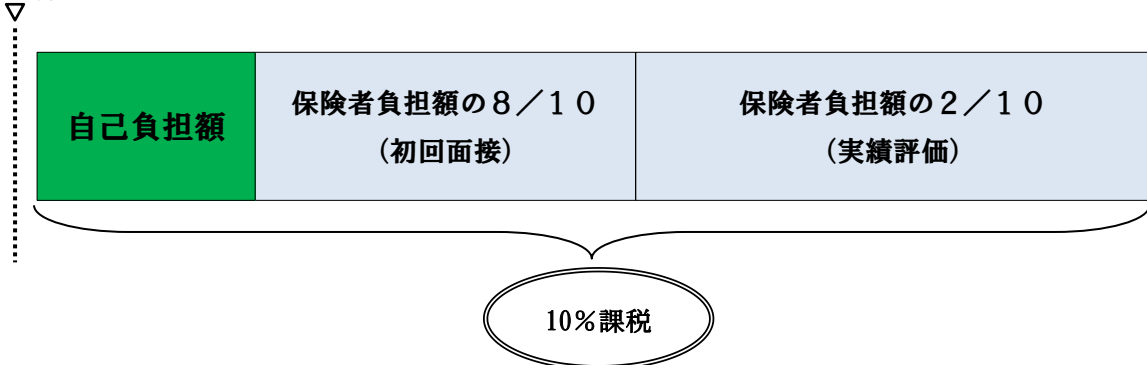 自己負担額
保険者負担額の８／１０
（初回面接）
保険者負担額の２／１０
（実績評価）
10％課税